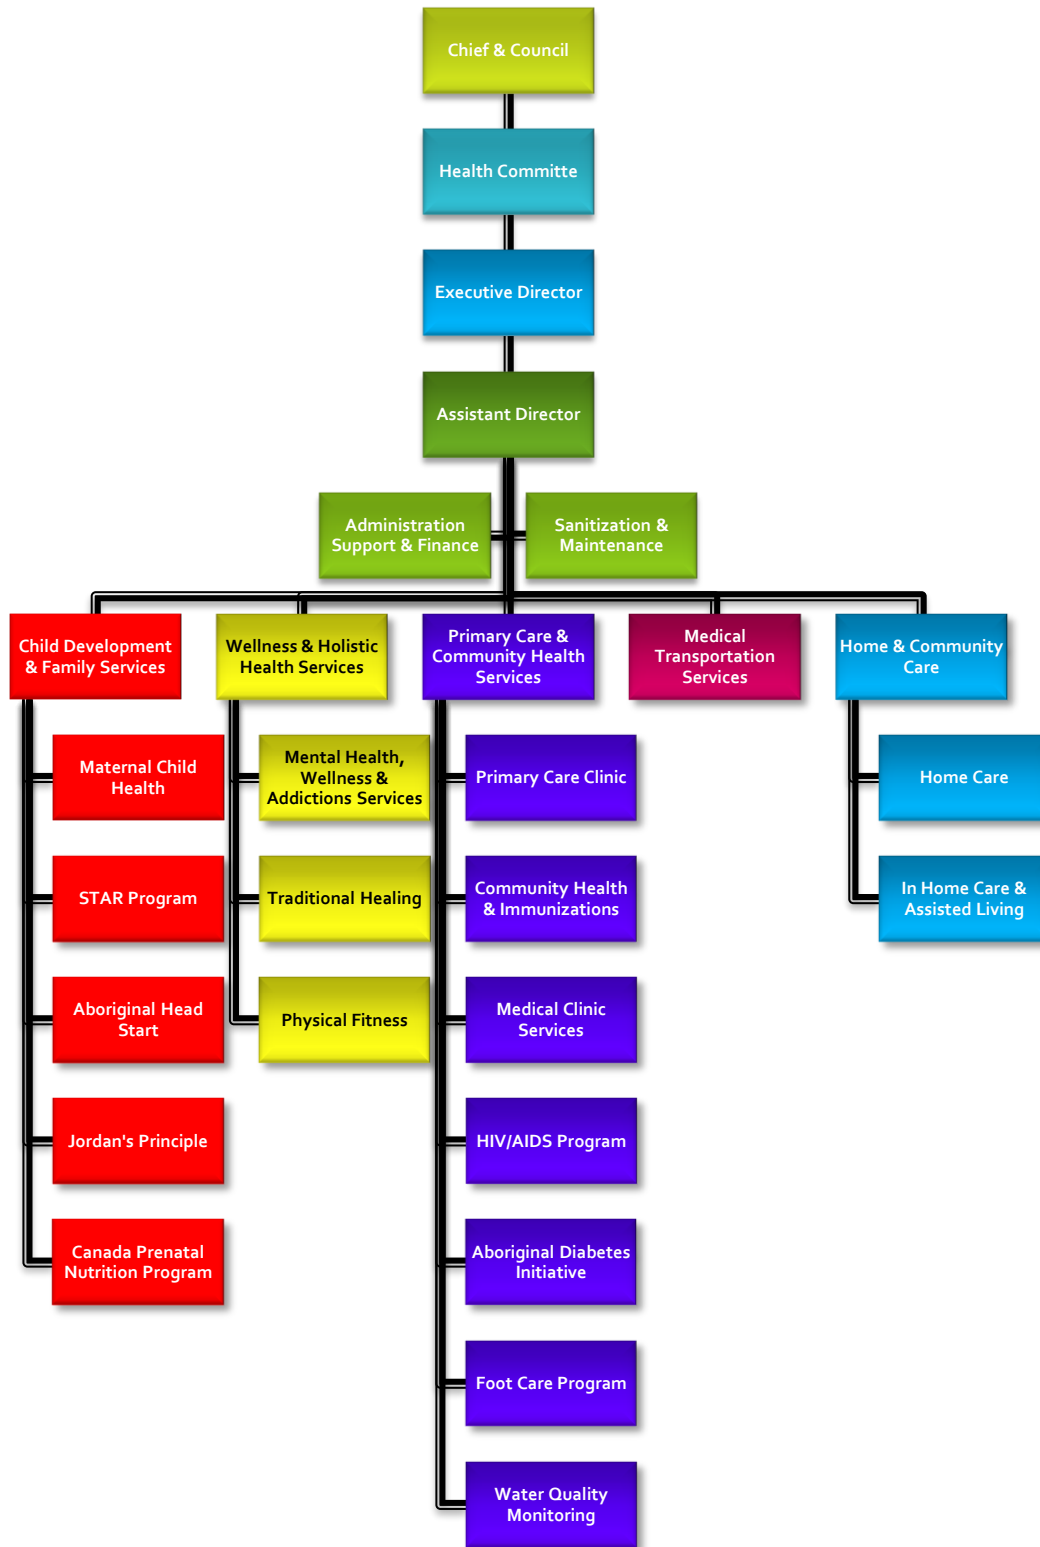 Chief & Council
Health Committe
Executive Director
Assistant Director
Administration
Support & Finance
Sanitization &
Maintenance
Child Development
& Family Services
Wellness & Holistic
Health Services
Primary Care &
Community Health
Services
Medical
Transportation
Services
Home & Community
Care
Maternal Child
Health
STAR Program
Aboriginal Head
Start
Jordan's Principle
Canada Prenatal
Nutrition Program
Mental Health,
Wellness &
Addictions Services
Traditional Healing
Physical Fitness
Primary Care Clinic
Community Health
& Immunizations
Medical Clinic
Services
HIV/AIDS Program
Aboriginal Diabetes
Initiative
Foot Care Program
Water Quality
Monitoring
Home Care
In Home Care &
Assisted Living